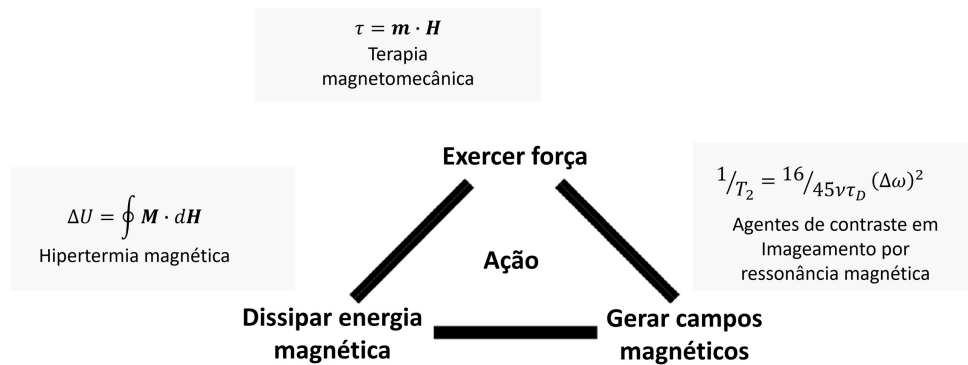 τ = m · H
Terapia
magnetomecânica
Exercer força
1/T₂ = 16/45ντ_D (Δω)²
Agentes de contraste em
Imageamento por
ressonância magnética
ΔU = ∮ M · dH
Hipertermia magnética
Ação
Dissipar energia
magnética
Gerar campos
magnéticos